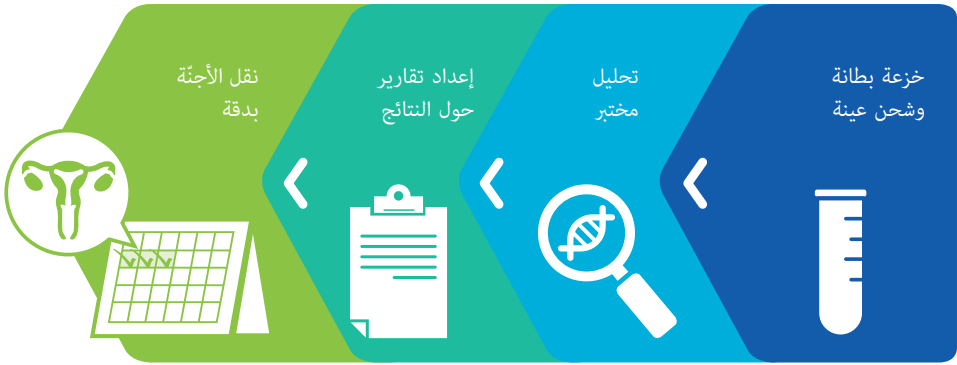 خزعة بطانة
وشحن عينة
تحليل
مختبر
إعداد تقارير
حول النتائج
نقل الأجنّة
بدقة